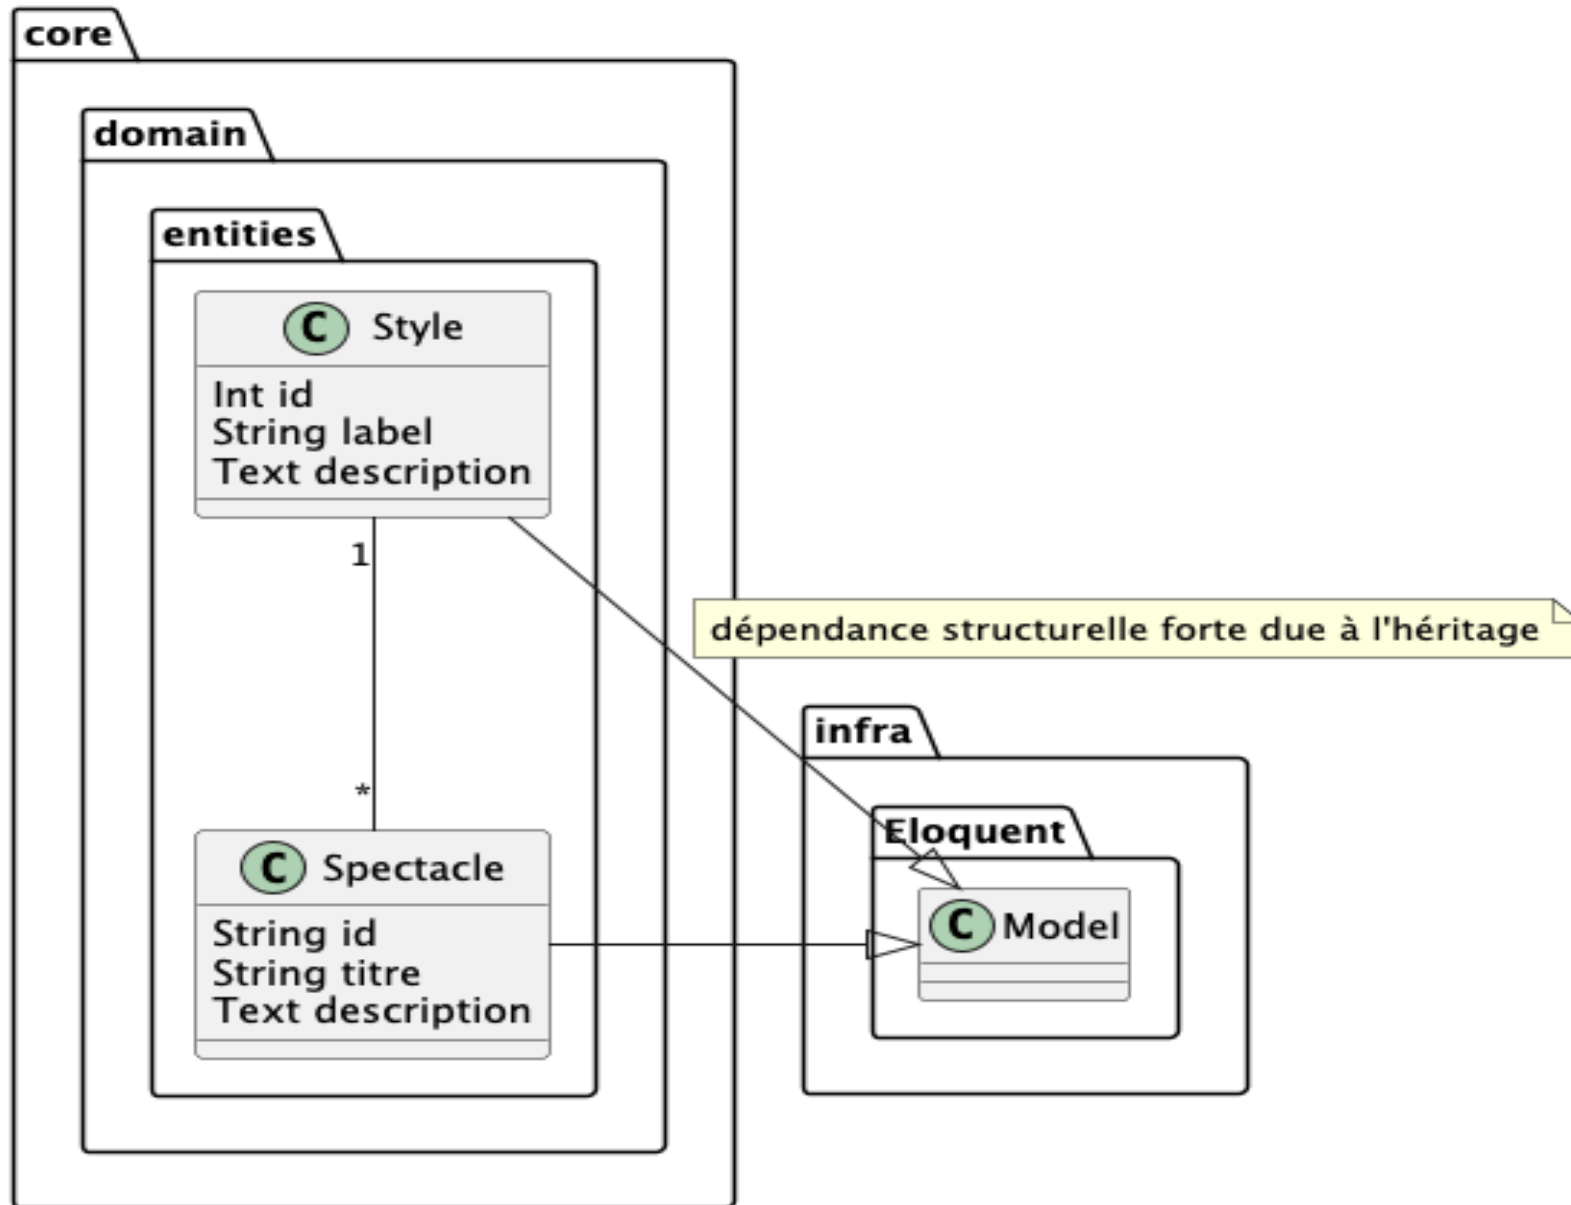 core
domain
entities
C Style
Int id
String label
Text description
1
dépendance structurelle forte due à l'héritage
infra
*
Eloquent
C Spectacle
String id
String titre
Text description
C Model